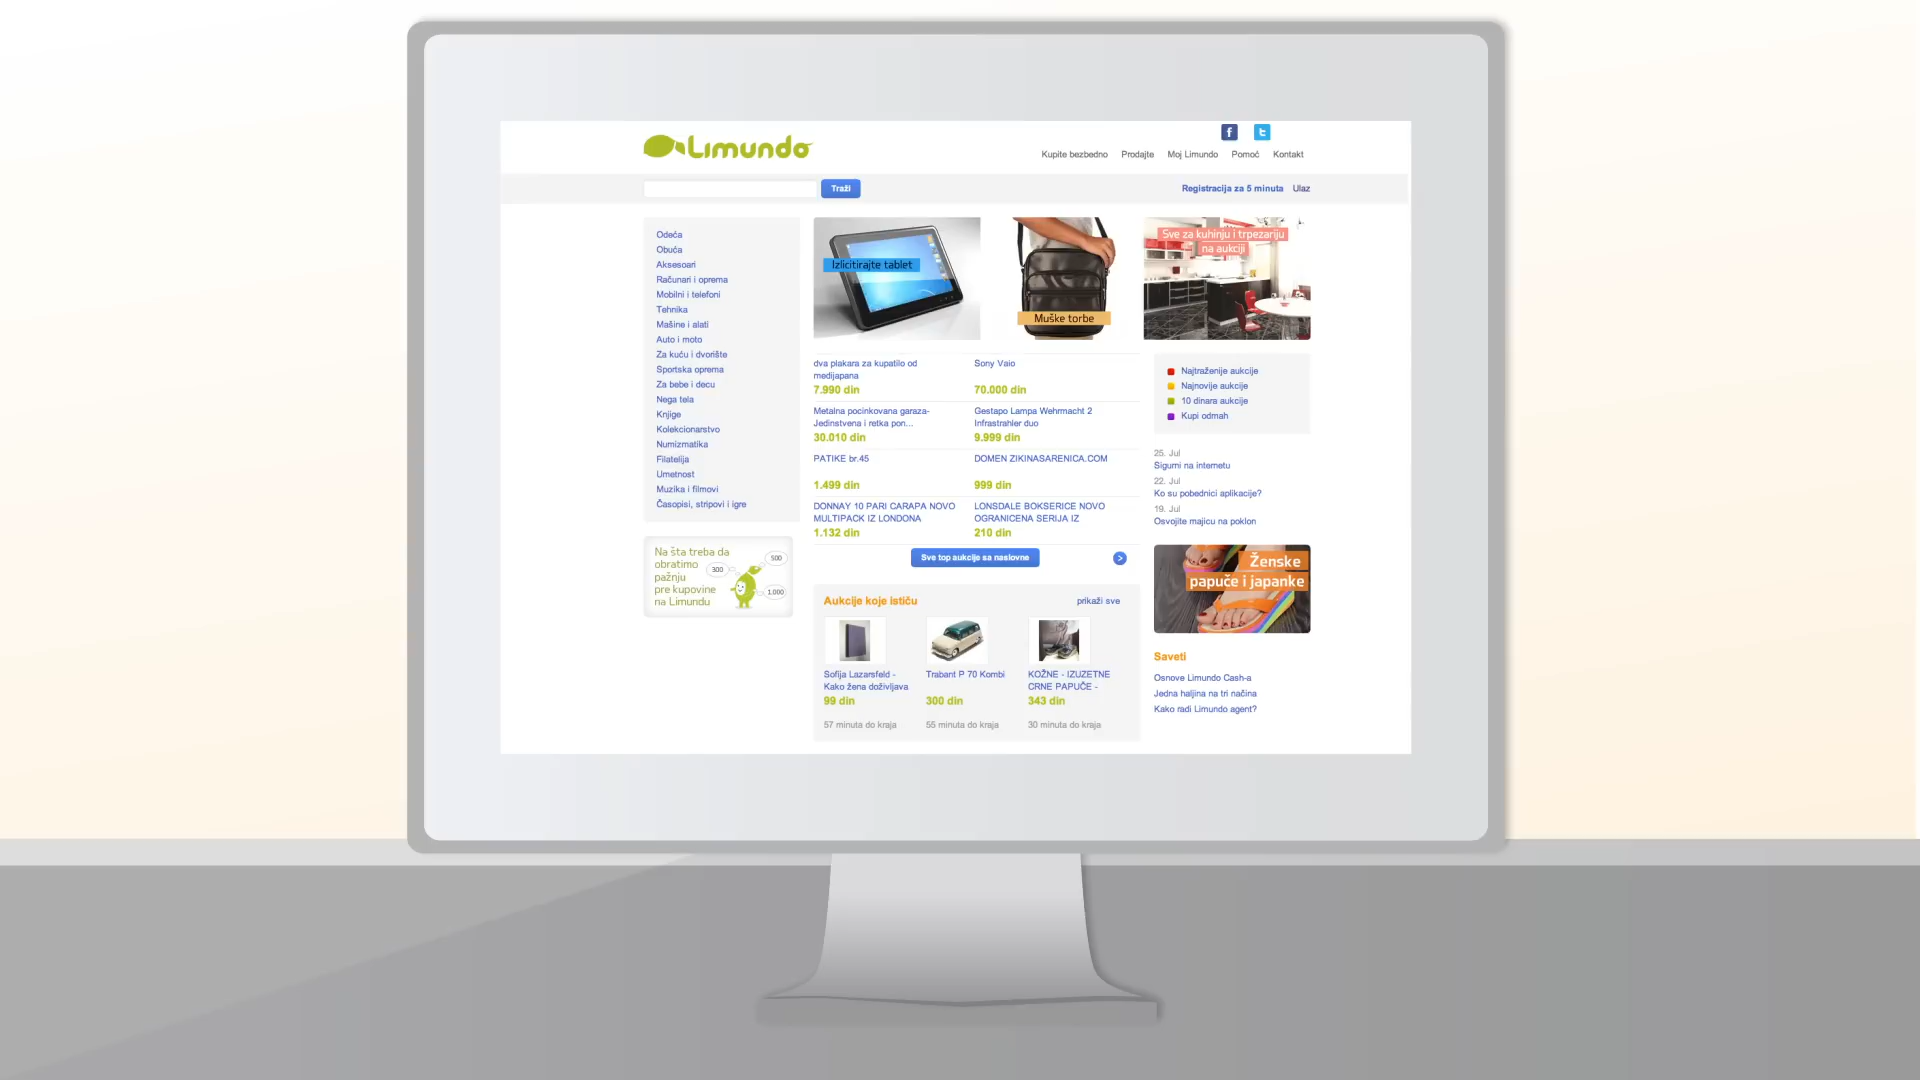 Limundo
f
t
Kupite bezbedno Prodajte Moj Limundo Pomoć Kontakt
Traži
Registracija za 5 minuta Ulaz
Odeća
Obuća
Aksesoari
Računari i oprema
Mobilni i telefoni
Tehnika
Mašine i alati
Auto i moto
Za kuću i dvorište
Sportska oprema
Za bebe i decu
Nega tela
Knjige
Kolekcionarstvo
Numizmatika
Filatelija
Umetnost
Muzika i filmovi
Časopisi, stripovi i igre
Na šta treba da
obratimo
pažnju
pre kupovine
na Limundu
500
300
1.000
Izlicitirajte tablet
Muške torbe
Sve za kuhinju i trpezariju
na aukciji
dva plakara za kupatilo od
medijapana
7.990 din
Sony Vaio
70.000 din
Metalna pocinkovana garaza-
Jedinstvena i retka pon...
30.010 din
Gestapo Lampa Wehrmacht 2
Infrastrahler duo
9.999 din
PATIKE br.45
1.499 din
DOMEN ZIKINASARENICA.COM
999 din
DONNAY 10 PARI CARAPA NOVO
MULTIPACK IZ LONDONA
1.132 din
LONSDALE BOKSERICE NOVO
OGRANICENA SERIJA IZ
210 din
Sve top aukcije sa naslovne
>
Aukcije koje ističu
prikaži sve
Sofija Lazarsfeld -
Kako žena doživljava
99 din
57 minuta do kraja
Trabant P 70 Kombi
300 din
55 minuta do kraja
KOŽNE - IZUZETNE
CRNE PAPUČE -
343 din
30 minuta do kraja
Najtraženije aukcije
Najnovije aukcije
10 dinara aukcije
Kupi odmah
25. Jul
Sigurni na internetu
22. Jul
Ko su pobednici aplikacije?
19. Jul
Osvojite majicu na poklon
Ženske
papuče i japanke
Saveti
Osnove Limundo Cash-a
Jedna haljina na tri načina
Kako radi Limundo agent?